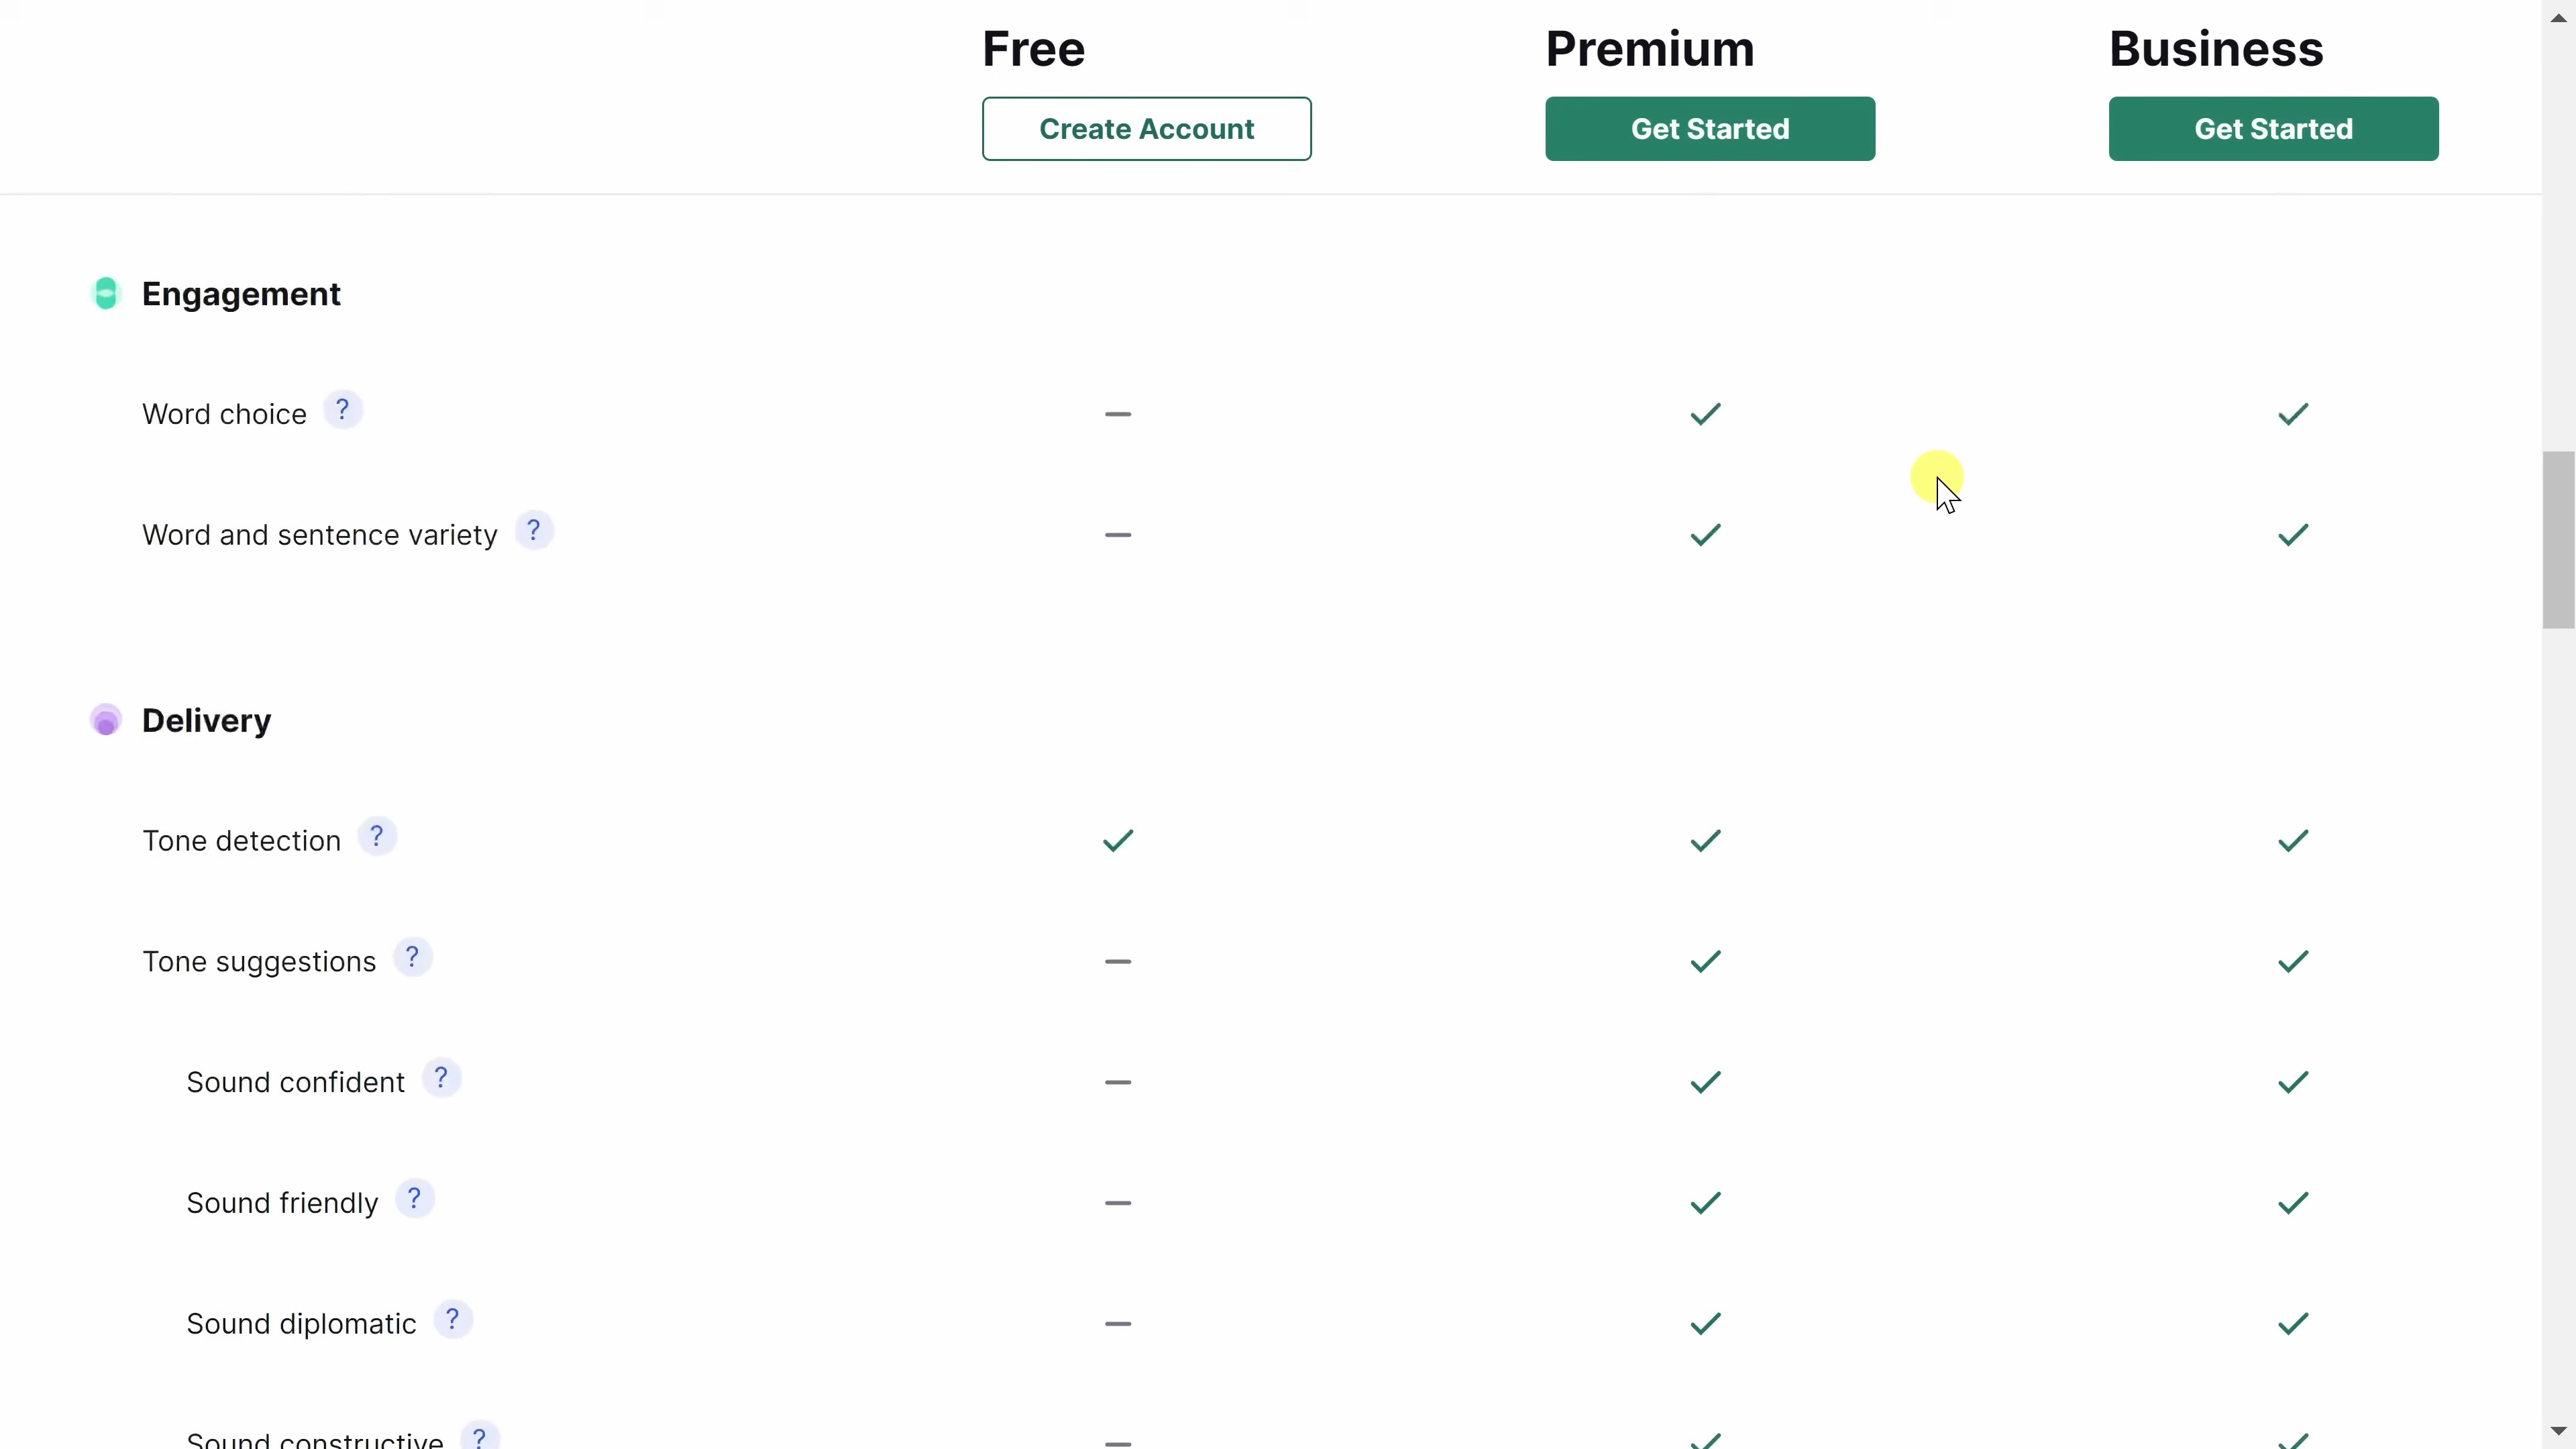 Free Premium Business
Create Account Get Started Get Started
Engagement
Word choice ?
Word and sentence variety ?
Delivery
Tone detection ?
Tone suggestions ?
Sound confident ?
Sound friendly ?
Sound diplomatic ?
Sound constructive ?